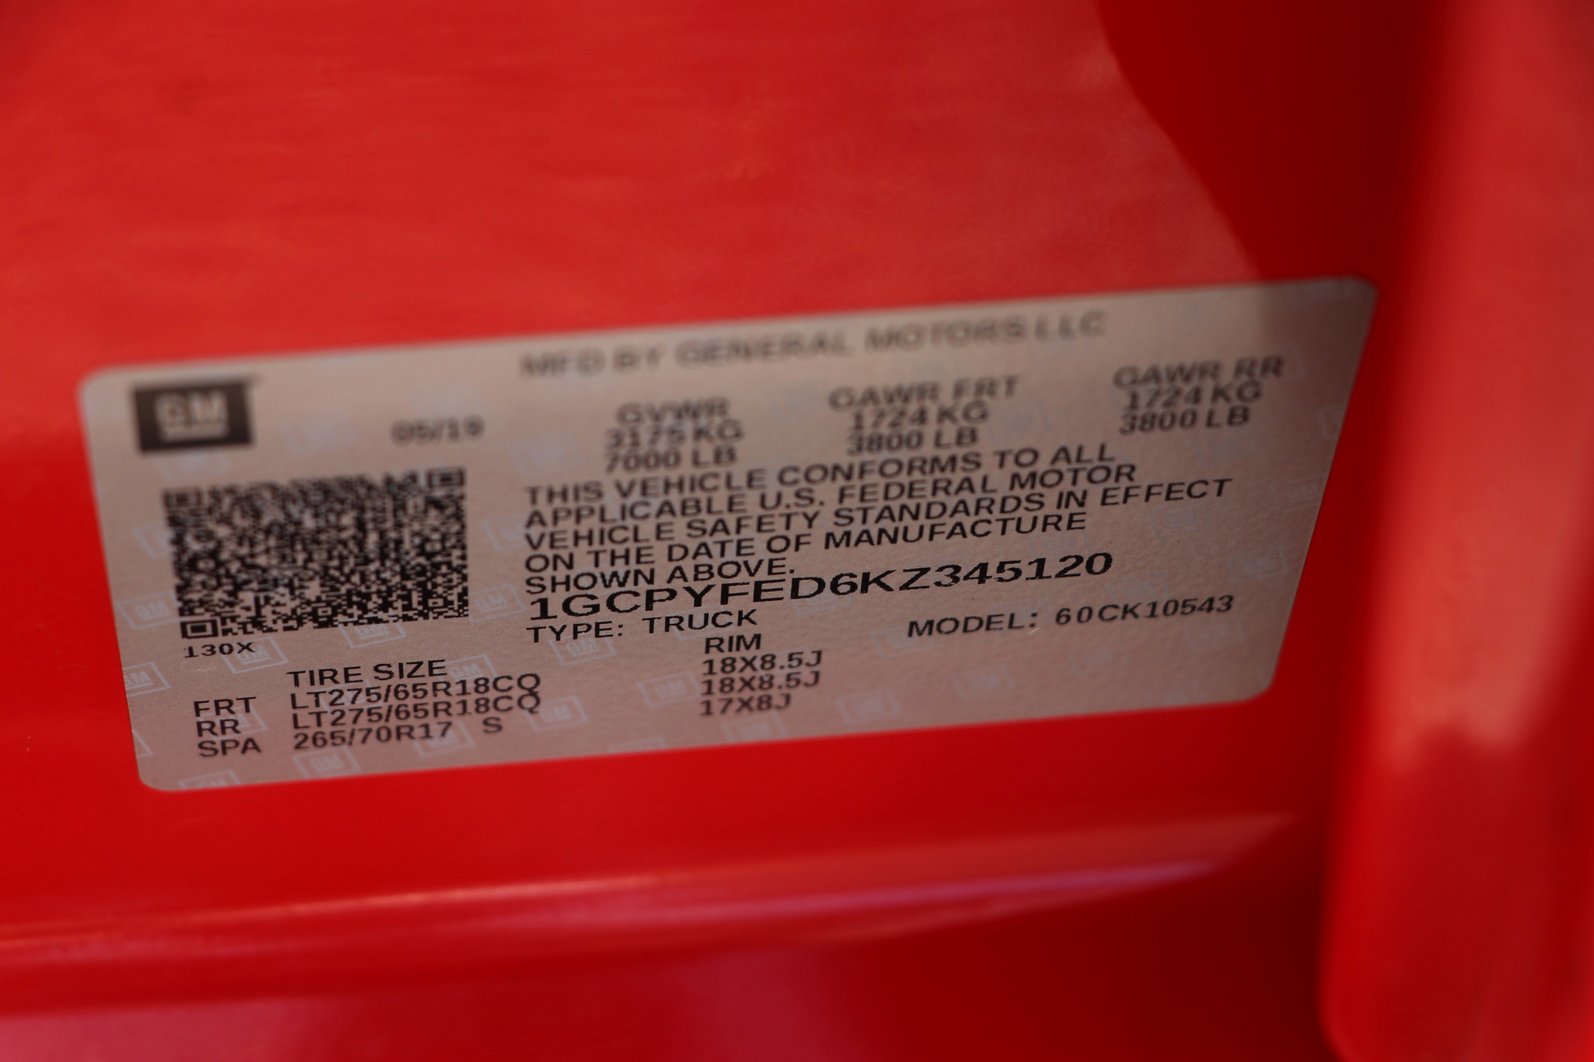 MFD BY GENERAL MOTORS LLC
GM
05/19
GVWR
3175 KG
7000 LB
GAWR FRT
1724 KG
3800 LB
GAWR RR
1724 KG
3800 LB
THIS VEHICLE CONFORMS TO ALL
APPLICABLE U.S. FEDERAL MOTOR
VEHICLE SAFETY STANDARDS IN EFFECT
ON THE DATE OF MANUFACTURE
SHOWN ABOVE.
1GCPYFED6KZ345120
TYPE: TRUCK
MODEL: 60CK10543
130X
TIRE SIZE RIM
FRT LT275/65R18CQ 18X8.5J
RR LT275/65R18CQ 18X8.5J
SPA 265/70R17 S 17X8J